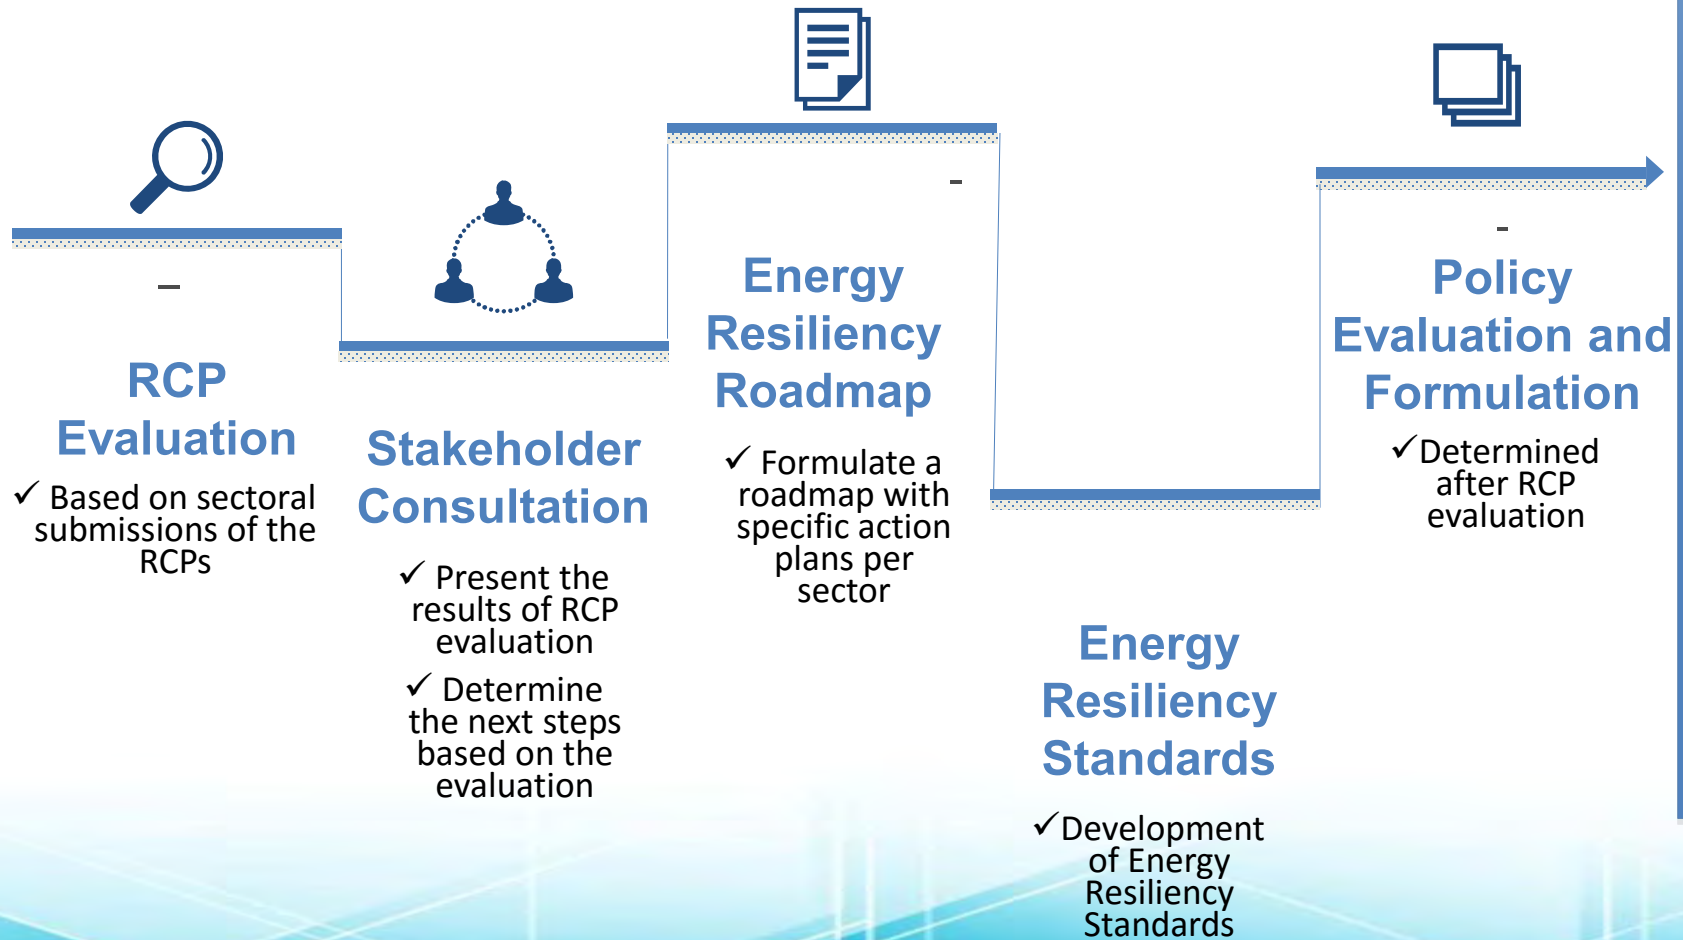 RCP
Evaluation
✓ Based on sectoral
submissions of the
RCPs
Stakeholder
Consultation
✓ Present the
results of RCP
evaluation
✓ Determine
the next steps
based on the
evaluation
Energy
Resiliency
Roadmap
✓ Formulate a
roadmap with
specific action
plans per
sector
Energy
Resiliency
Standards
✓Development
of Energy
Resiliency
Standards
Policy
Evaluation and
Formulation
✓Determined
after RCP
evaluation